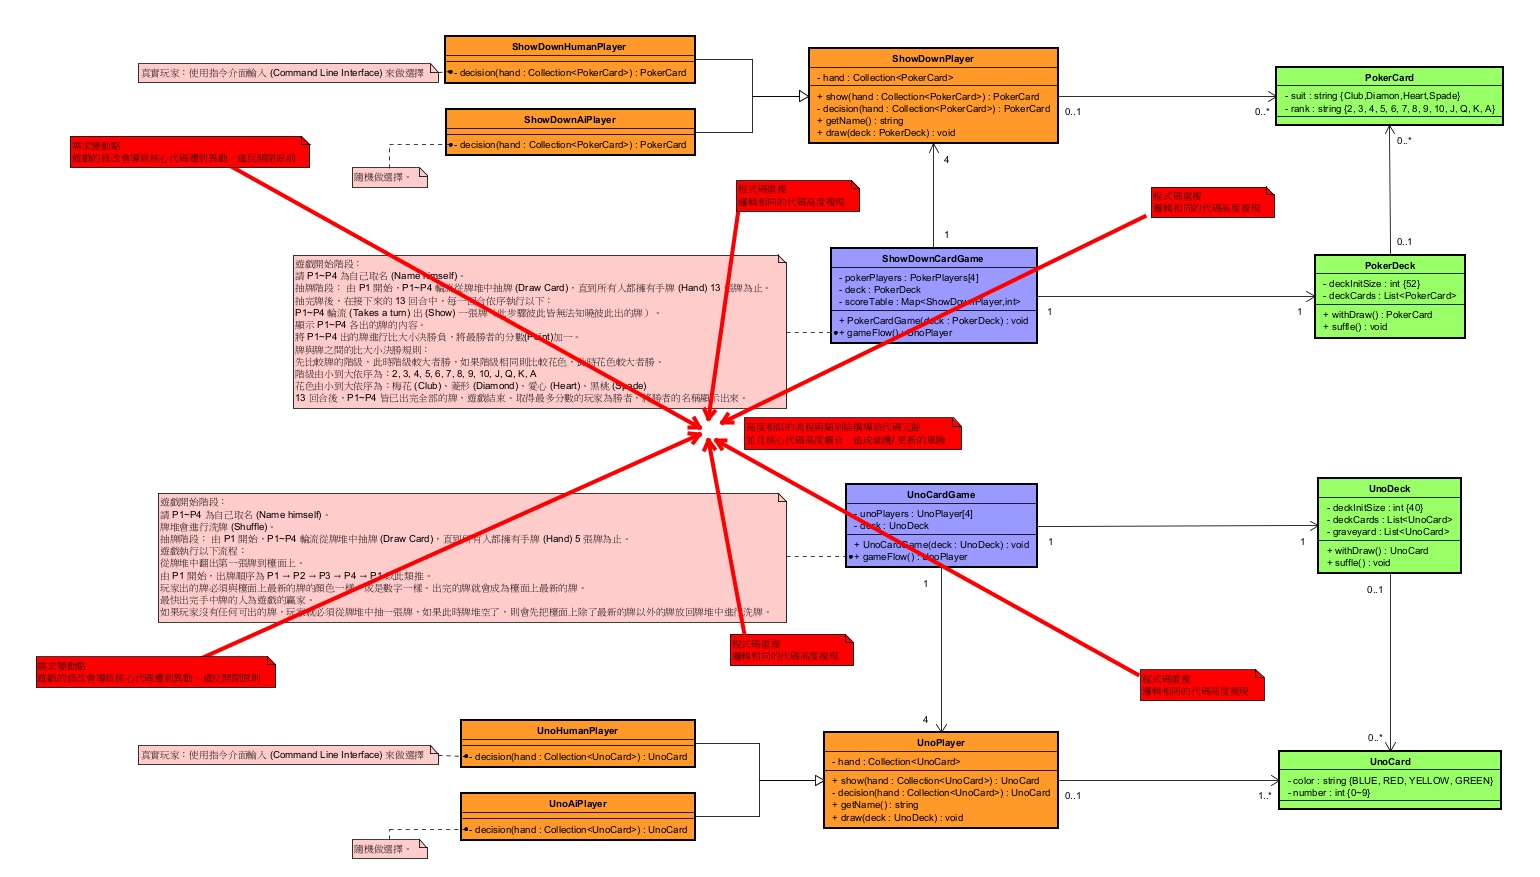 ShowDownHumanPlayer
- decision(hand : Collection<PokerCard>) : PokerCard
真實玩家：使用指令介面輸入 (Command Line Interface) 來做選擇
ShowDownAiPlayer
- decision(hand : Collection<PokerCard>) : PokerCard
隨機做選擇。
ShowDownPlayer
- hand : Collection<PokerCard>
+ show(hand : Collection<PokerCard>) : PokerCard
- decision(hand : Collection<PokerCard>) : PokerCard
+ getName() : string
+ draw(deck : PokerDeck) : void
0..1
0..*
PokerCard
- suit : string {Club,Diamon,Heart,Spade}
- rank : string {2, 3, 4, 5, 6, 7, 8, 9, 10, J, Q, K, A}
0..*
0..1
需求變動點
遊戲的修改會導致核心代碼遭到異動，違反開閉原則
程式碼重複
邏輯相同的代碼高度複現
程式碼重複
邏輯相同的代碼高度複現
4
1
ShowDownCardGame
- pokerPlayers : PokerPlayers[4]
- deck : PokerDeck
- scoreTable : Map<ShowDownPlayer,int>
+ PokerCardGame(deck : PokerDeck) : void
+ gameFlow() : UnoPlayer
1
1
PokerDeck
- deckInitSize : int {52}
- deckCards : List<PokerCard>
+ withDraw() : PokerCard
+ suffle() : void
遊戲開始階段：
請 P1~P4 為自己取名 (Name himself)。
抽牌階段： 由 P1 開始，P1~P4 輪流從牌堆中抽牌 (Draw Card)，直到所有人都擁有手牌 (Hand) 13 張牌為止。
抽完牌後，在接下來的 13 回合中，每一回合依序執行以下：
P1~P4 輪流 (Takes a turn) 出 (Show) 一張牌（此步驟彼此皆無法知曉彼此出的牌）。
顯示 P1~P4 各出的牌的內容。
將 P1~P4 出的牌進行比大小決勝負，將最勝者的分數(Point)加一。
牌與牌之間的比大小決勝規則：
先比較牌的階級，此時階級較大者勝，如果階級相同則比較花色，此時花色較大者勝。
階級由小到大依序為：2, 3, 4, 5, 6, 7, 8, 9, 10, J, Q, K, A
花色由小到大依序為：梅花 (Club)、菱形 (Diamond)、愛心 (Heart)、黑桃 (Spade)
13 回合後，P1~P4 皆已出完全部的牌，遊戲結束。取得最多分數的玩家為勝者，將勝者的名稱顯示出來。
高度相似的流程與類別結構導致代碼冗餘
並且核心代碼高度耦合，造成維護/更新的風險
遊戲開始階段：
請 P1~P4 為自己取名 (Name himself)。
牌堆會進行洗牌 (Shuffle)。
抽牌階段： 由 P1 開始，P1~P4 輪流從牌堆中抽牌 (Draw Card)，直到所有人都擁有手牌 (Hand) 5 張牌為止。
遊戲執行以下流程：
從牌堆中翻出第一張牌到檯面上。
由 P1 開始，出牌順序為 P1 → P2 → P3 → P4 → P1 以此類推。
玩家出的牌必須與檯面上最新的牌的顏色一樣，或是數字一樣。出完的牌就會成為檯面上最新的牌。
最快出完手中牌的人為遊戲的贏家。
如果玩家沒有任何可出的牌，玩家就必須從牌堆中抽一張牌，如果此時牌堆空了，則會先把檯面上除了最新的牌以外的牌放回牌堆中進行洗牌。
UnoCardGame
- unoPlayers : UnoPlayer[4]
- deck : UnoDeck
+ UnoCardGame(deck : UnoDeck) : void
+ gameFlow() : UnoPlayer
1
1
1
UnoDeck
- deckInitSize : int {40}
- deckCards : List<UnoCard>
- graveyard : List<UnoCard>
+ withDraw() : UnoCard
+ suffle() : void
0..1
需求變動點
遊戲的修改會導致核心代碼遭到異動，違反開閉原則
程式碼重複
邏輯相同的代碼高度複現
程式碼重複
邏輯相同的代碼高度複現
4
0..*
UnoHumanPlayer
- decision(hand : Collection<UnoCard>) : UnoCard
真實玩家：使用指令介面輸入 (Command Line Interface) 來做選擇
UnoAiPlayer
- decision(hand : Collection<UnoCard>) : UnoCard
隨機做選擇。
UnoPlayer
- hand : Collection<UnoCard>
+ show(hand : Collection<UnoCard>) : UnoCard
- decision(hand : Collection<UnoCard>) : UnoCard
+ getName() : string
+ draw(deck : UnoDeck) : void
0..1
1..*
UnoCard
- color : string {BLUE, RED, YELLOW, GREEN}
- number : int {0~9}